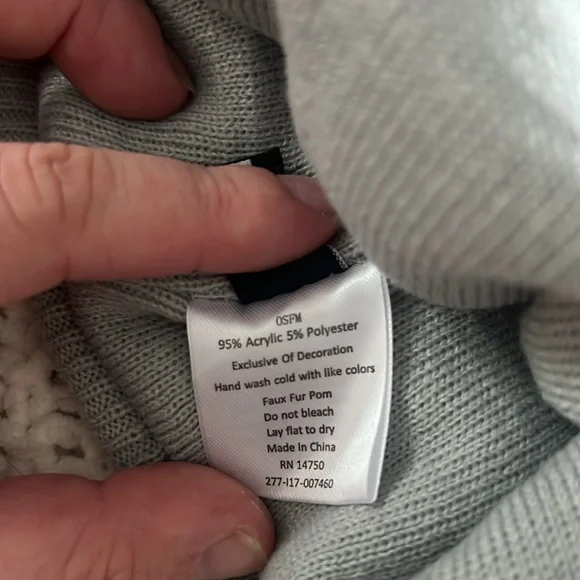 OSFM
95% Acrylic 5% Polyester
Exclusive Of Decoration
Hand wash cold with like colors
Faux Fur Pom
Do not bleach
Lay flat to dry
Made in China
RN 14750
277-I17-007460